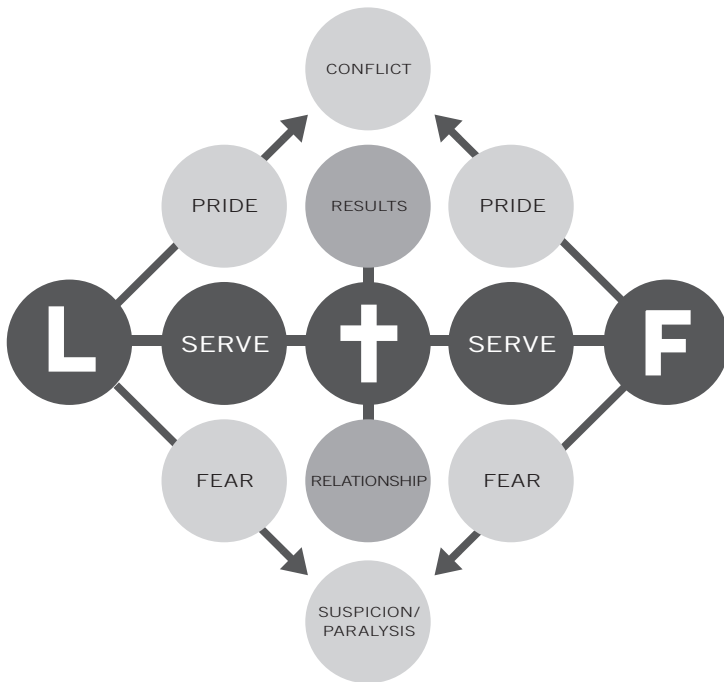 CONFLICT
PRIDE
RESULTS
PRIDE
L
SERVE
SERVE
F
FEAR
RELATIONSHIP
FEAR
SUSPICION/
PARALYSIS